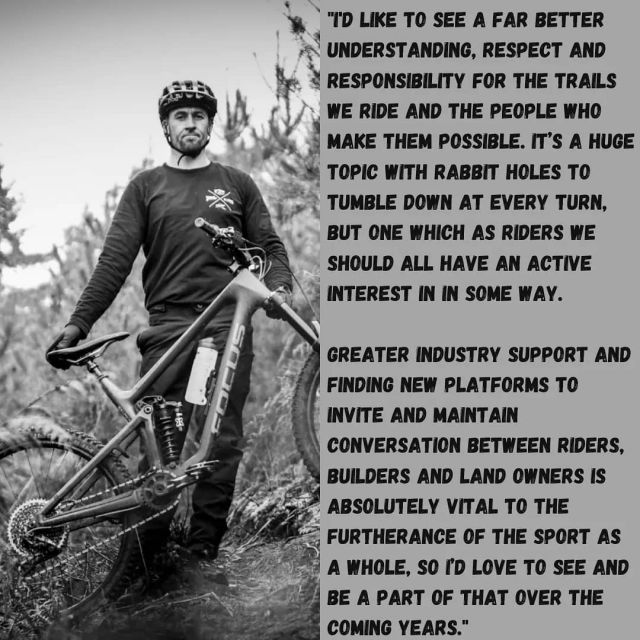 "I'D LIKE TO SEE A FAR BETTER
UNDERSTANDING, RESPECT AND
RESPONSIBILITY FOR THE TRAILS
WE RIDE AND THE PEOPLE WHO
MAKE THEM POSSIBLE. IT'S A HUGE
TOPIC WITH RABBIT HOLES TO
TUMBLE DOWN AT EVERY TURN,
BUT ONE WHICH AS RIDERS WE
SHOULD ALL HAVE AN ACTIVE
INTEREST IN IN SOME WAY.
GREATER INDUSTRY SUPPORT AND
FINDING NEW PLATFORMS TO
INVITE AND MAINTAIN
CONVERSATION BETWEEN RIDERS,
BUILDERS AND LAND OWNERS IS
ABSOLUTELY VITAL TO THE
FURTHERANCE OF THE SPORT AS
A WHOLE, SO I'D LOVE TO SEE AND
BE A PART OF THAT OVER THE
COMING YEARS."
FOCUS